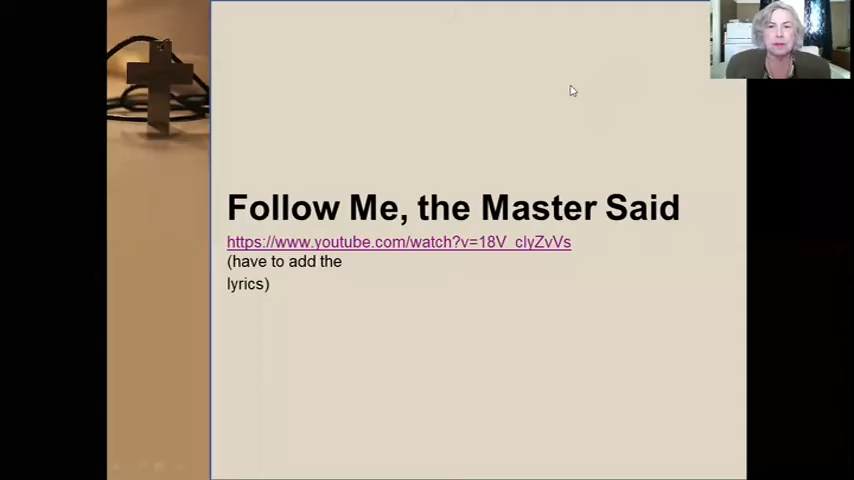 Follow Me, the Master Said
https://www.youtube.com/watch?v=18V_clyZvVs
(have to add the
lyrics)